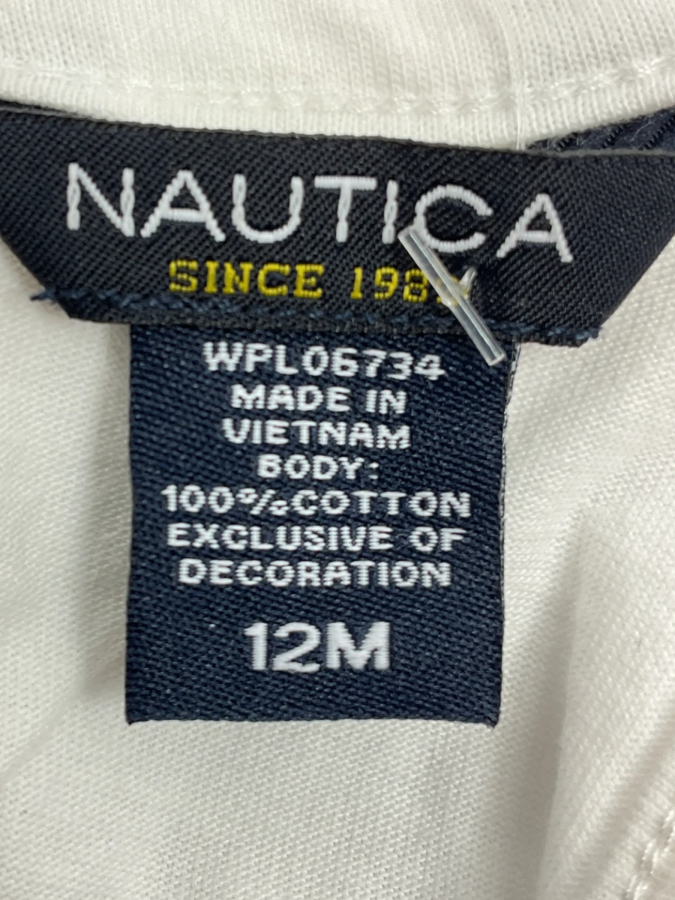 NAUTICA
SINCE
WPL06734
MADE IN
VIETNAM
BODY:
100%COTTON
EXCLUSIVE OF
DECORATION
12M